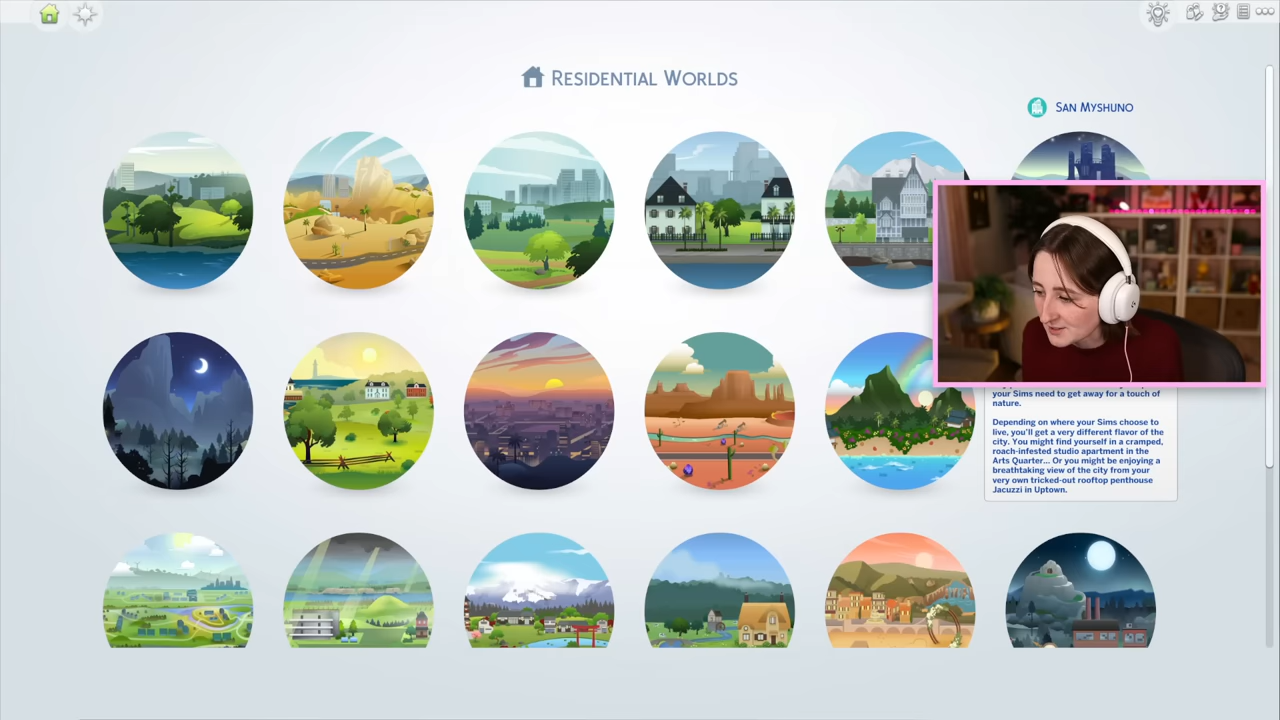 RESIDENTIAL WORLDS
SAN MYSHUNO
your Sims need to get away for a touch of
nature.
Depending on where your Sims choose to
live, you'll get a very different flavor of the
city. You might find yourself in a cramped,
roach-infested studio apartment in the
Arts Quarter... Or you might be enjoying a
breathtaking view of the city from your
very own tricked-out rooftop penthouse
Jacuzzi in Uptown.